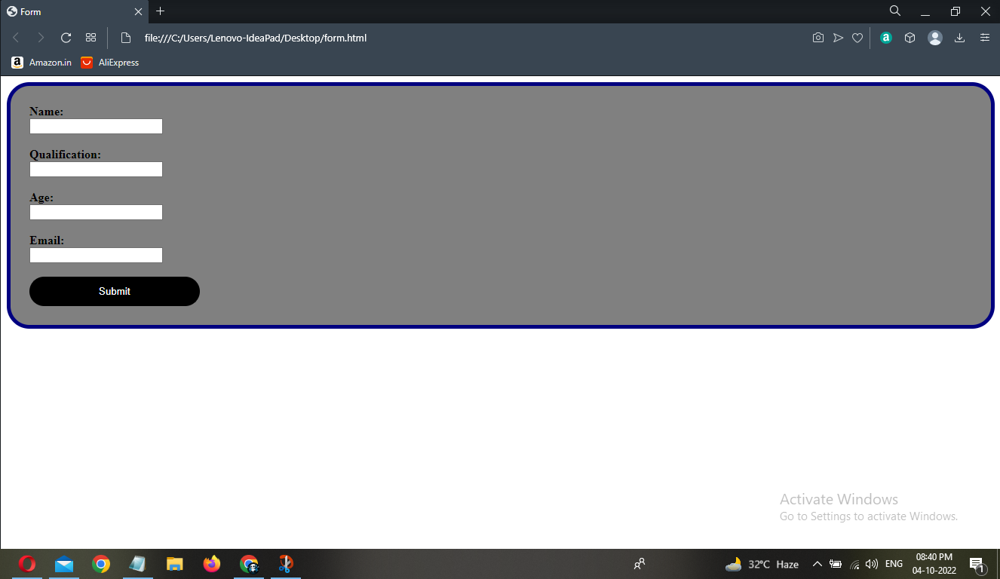 Form
file:///C:/Users/Lenovo-IdeaPad/Desktop/form.html
a Amazon.in AliExpress
a
Name:
Qualification:
Age:
Email:
Submit
Activate Windows
Go to Settings to activate Windows.
32°C Haze
ENG
08:40 PM
04-10-2022
1